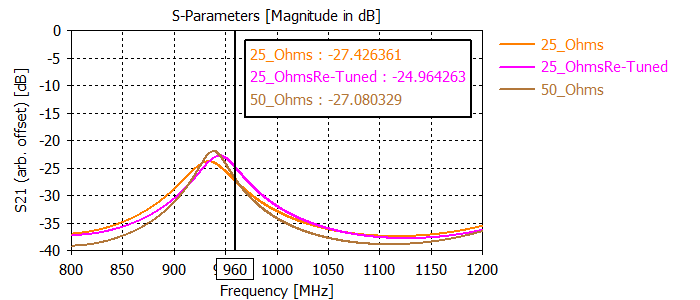 S-Parameters [Magnitude in dB]
S21 (arb. offset) [dB]
0
-5
-10
-15
-20
-25
-30
-35
-40
25_Ohms : -27.426361
25_OhmsRe-Tuned : -24.964263
50_Ohms : -27.080329
25_Ohms
25_OhmsRe-Tuned
50_Ohms
800 850 900 960 1000 1050 1100 1150 1200
Frequency [MHz]